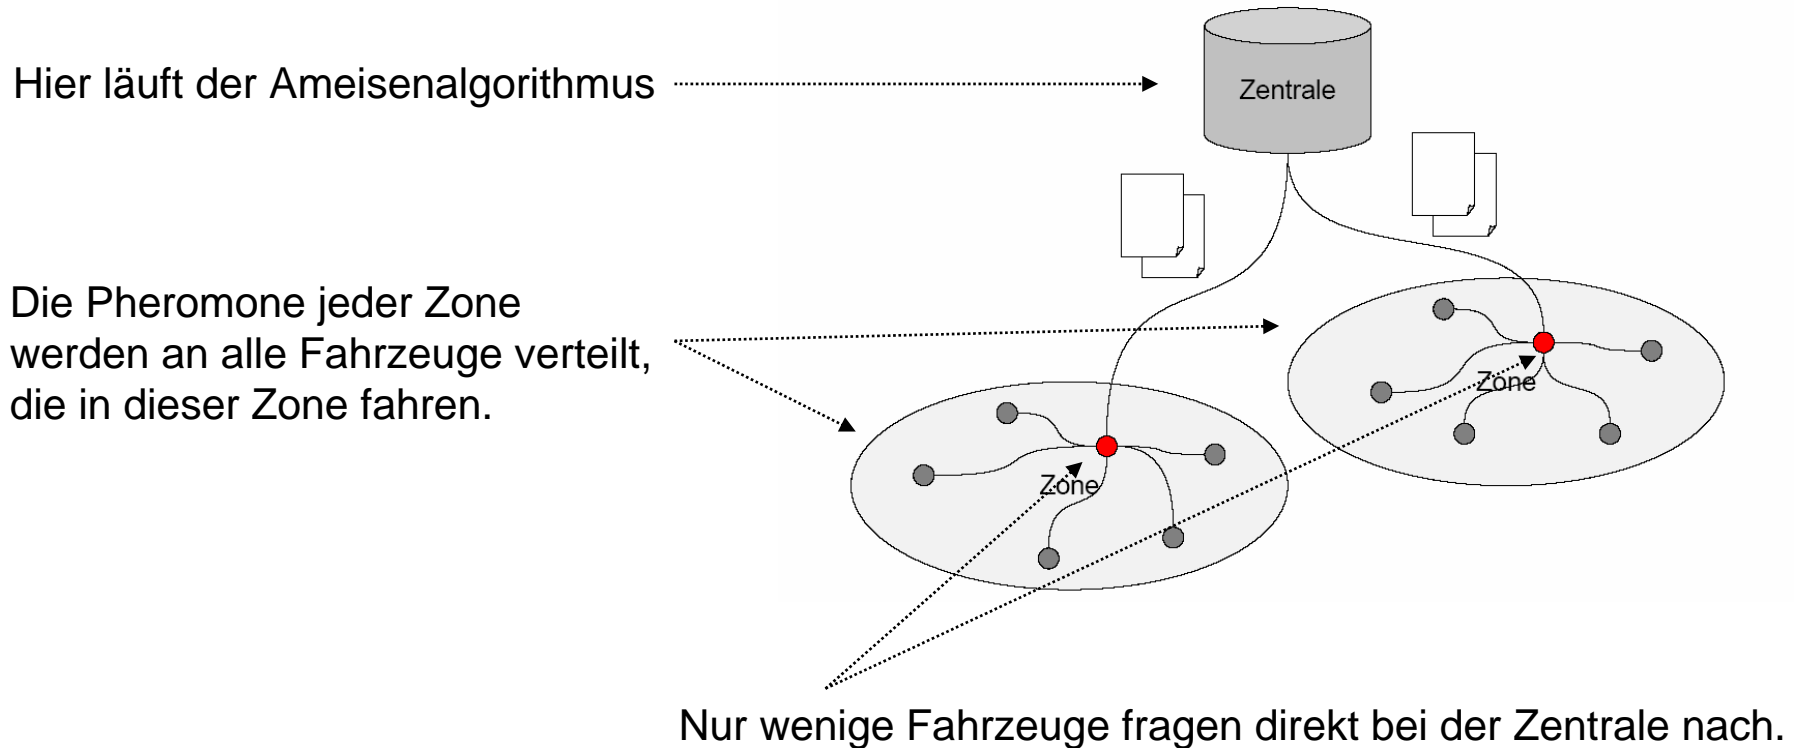 Hier läuft der Ameisenalgorithmus
Zentrale
Die Pheromone jeder Zone
werden an alle Fahrzeuge verteilt,
die in dieser Zone fahren.
Zone
Zone
Nur wenige Fahrzeuge fragen direkt bei der Zentrale nach.